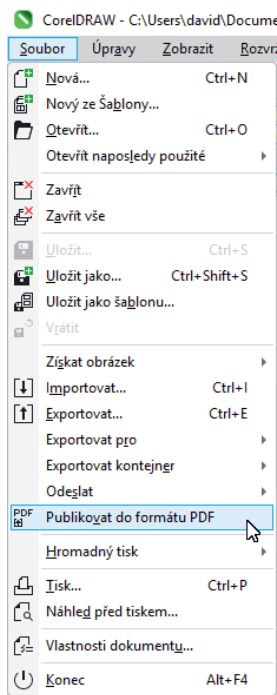 CorelDRAW - C:\Users\david\Docume
Soubor Úpravy Zobrazit Rozvr
Nová... Ctrl+N
Nový ze Šablony...
Otevřít... Ctrl+O
Otevřít naposledy použité
Zavřít
Zavřít vše
Uložit... Ctrl+S
Uložit jako... Ctrl+Shift+S
Uložit jako šablonu...
Vrátit
Získat obrázek
Importovat... Ctrl+I
Exportovat... Ctrl+E
Exportovat pro
Exportovat kontejner
Odeslat
PDF Publikovat do formátu PDF
Hromadný tisk
Tisk... Ctrl+P
Náhled před tiskem...
Vlastnosti dokumentu...
Konec Alt+F4